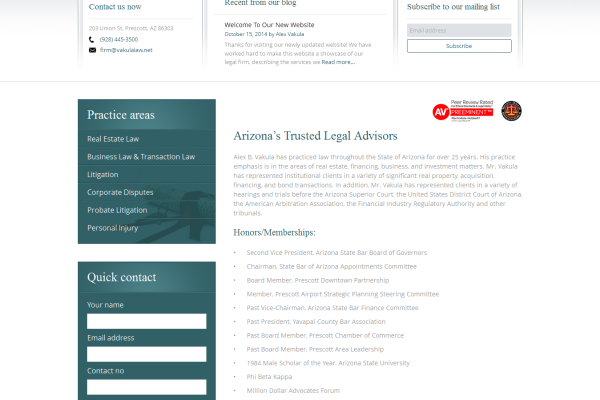 Contact us now
203 Union St. Prescott, AZ 86303
(928) 445-3500
firm@vakulalaw.net
Recent from our blog
Welcome To Our New Website
October 15, 2014 by Alex Vakula
Thanks for visiting our newly updated website We have
worked hard to make this website a showcase of our
legal firm, describing the services we Read more...
Subscribe to our mailing list
Email address
Subscribe
Practice areas
Real Estate Law
Business Law & Transaction Law
Litigation
Corporate Disputes
Probate Litigation
Personal Injury
Quick contact
Your name
Email address
Contact no
AV
Peer Review Rated
PREEMINENT
Arizona's Trusted Legal Advisors
Alex B. Vakula has practiced law throughout the State of Arizona for over 25 years. His practice
emphasis is in the areas of real estate, financing, business, and investment matters. Mr. Vakula
has represented institutional clients in a variety of significant real property, acquisition,
financing, and bond transactions. In addition, Mr. Vakula has represented clients in a variety of
hearings and trials before the Arizona Superior Court, the United States District Court of Arizona,
the American Arbitration Association, the Financial Industry Regulatory Authority and other
tribunals.
Honors/Memberships:
• Second Vice President, Arizona State Bar Board of Governors
• Chairman, State Bar of Arizona Appointments Committee
• Board Member, Prescott Downtown Partnership
• Member, Prescott Airport Strategic Planning Steering Committee
• Past Vice-Chairman, Arizona State Bar Finance Committee
• Past President, Yavapai County Bar Association
• Past Board Member, Prescott Chamber of Commerce
• Past Board Member, Prescott Area Leadership
• 1984 Male Scholar of the Year, Arizona State University
• Phi Beta Kappa
• Million Dollar Advocates Forum